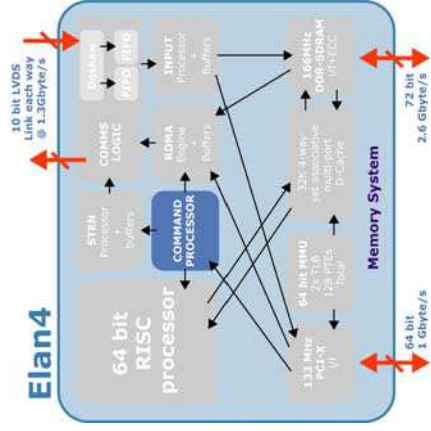 Elan4
10 bit LVDS
Link each way
@ 1.3Gbyte/s
64 bit
RISC
processor
STEN
Processor
+
buffers
COMMS
LOGIC
Deskew
FIFO
FIFO
COMMAND
PROCESSOR
RDMA
Engine
+
Buffers
INPUT
Processor
+
Buffers
133 MHz
PCI-X
I/f
64 bit MMU
2x TLB
128 PTEs
Total
32K 4-way
set associative
multi-port
D-Cache
166MHz
DDR-SDRAM
I/f+ECC
Memory System
64 bit
1 Gbyte/s
72 bit
2.6 Gbyte/s